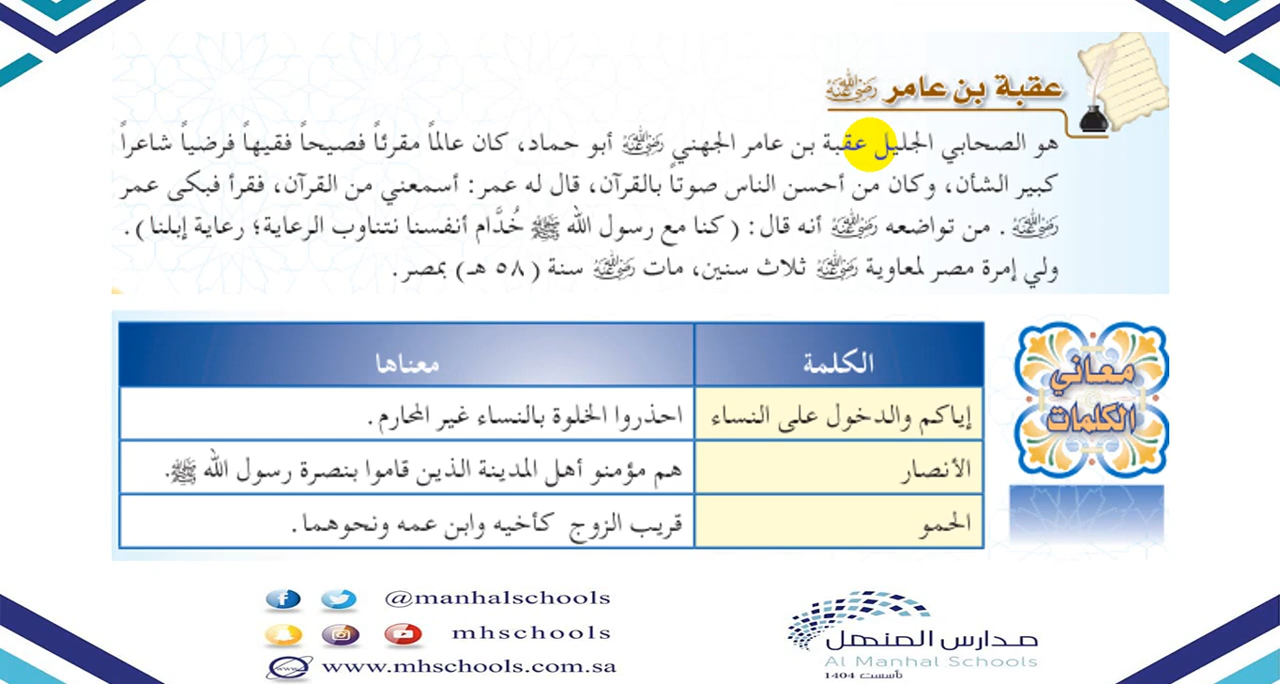 عقبة بن عامر رضي الله عنه
هو الصحابي الجليل عقبة بن عامر الجهني رضي الله عنه أبو حماد، كان عالماً مقرئاً فصيحاً فقيهاً فرضياً شاعراً
كبير الشأن، وكان من أحسن الناس صوتاً بالقرآن، قال له عمر: أسمعني من القرآن، فقرأ فبكى عمر
رضي الله عنه. من تواضعه رضي الله عنه أنه قال: (كنا مع رسول الله ﷺ خُدَّام أنفسنا نتناوب الرعاية؛ رعاية إبلنا).
ولي إمرة مصر لمعاوية رضي الله عنه ثلاث سنين، مات رضي الله عنه سنة (٥٨ هـ) بمصر.
معاني
الكلمات
الكلمة معناها
إياكم والدخول على النساء احذروا الخلوة بالنساء غير المحارم.
الأنصار هم مؤمنو أهل المدينة الذين قاموا بنصرة رسول الله ﷺ.
الحمو قريب الزوج كأخيه وابن عمه ونحوهما.
@manhalschools
mhschools
www.mhschools.com.sa
مدارس المنهل
Al Manhal Schools
تأسست 1404